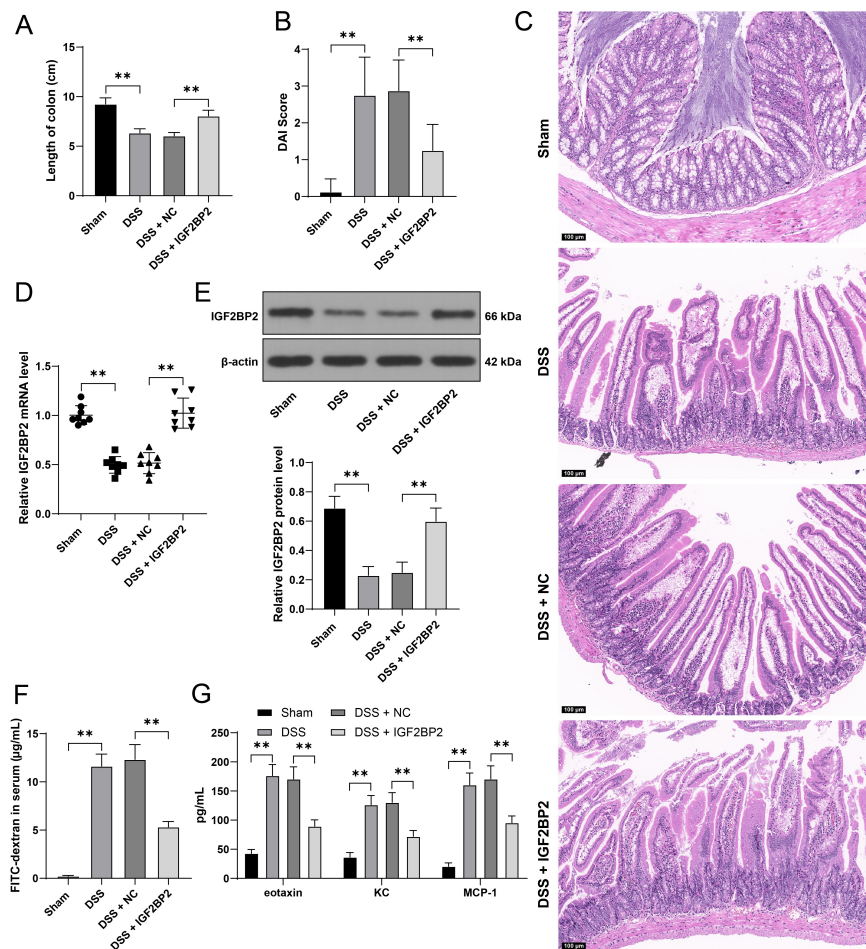 A
Length of colon (cm)
15
10
5
0
**
**
Sham
DSS
DSS + NC
DSS + IGF2BP2
B
DAI Score
4
3
2
1
0
**
**
Sham
DSS
DSS + NC
DSS + IGF2BP2
C
Sham
100 µm
DSS
100 µm
DSS + NC
100 µm
DSS + IGF2BP2
100 µm
D
Relative IGF2BP2 mRNA level
1.5
1.0
0.5
0.0
**
**
Sham
DSS
DSS + NC
DSS + IGF2BP2
E
IGF2BP2
66 kDa
β-actin
42 kDa
Sham
DSS
DSS + NC
DSS + IGF2BP2
Relative IGF2BP2 protein level
1.0
0.8
0.6
0.4
0.2
0.0
**
**
Sham
DSS
DSS + NC
DSS + IGF2BP2
F
FITC-dextran in serum (µg/mL)
15
10
5
0
**
**
Sham
DSS
DSS + NC
DSS + IGF2BP2
G
Sham
DSS
DSS + NC
DSS + IGF2BP2
pg/mL
250
200
150
100
50
0
**
**
**
**
**
**
eotaxin
KC
MCP-1